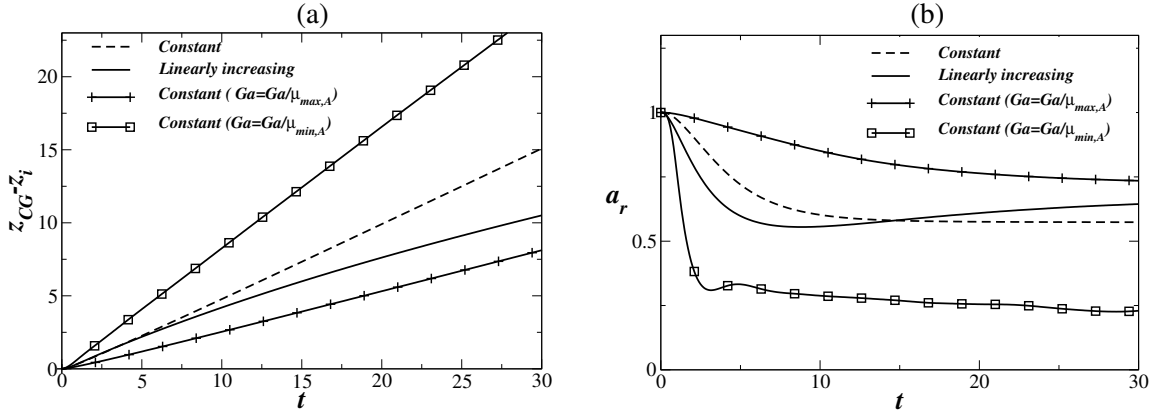 (a)
Constant
Linearly increasing
Constant ( Ga=Ga/μmax,A)
Constant (Ga=Ga/μmin,A)
20
15
10
5
0
zCG-zi
0 5 10 15 20 25 30
t
(b)
Constant
Linearly increasing
Constant ( Ga=Ga/μmax,A)
Constant (Ga=Ga/μmin,A)
1
0.5
0
ar
0 10 20 30
t